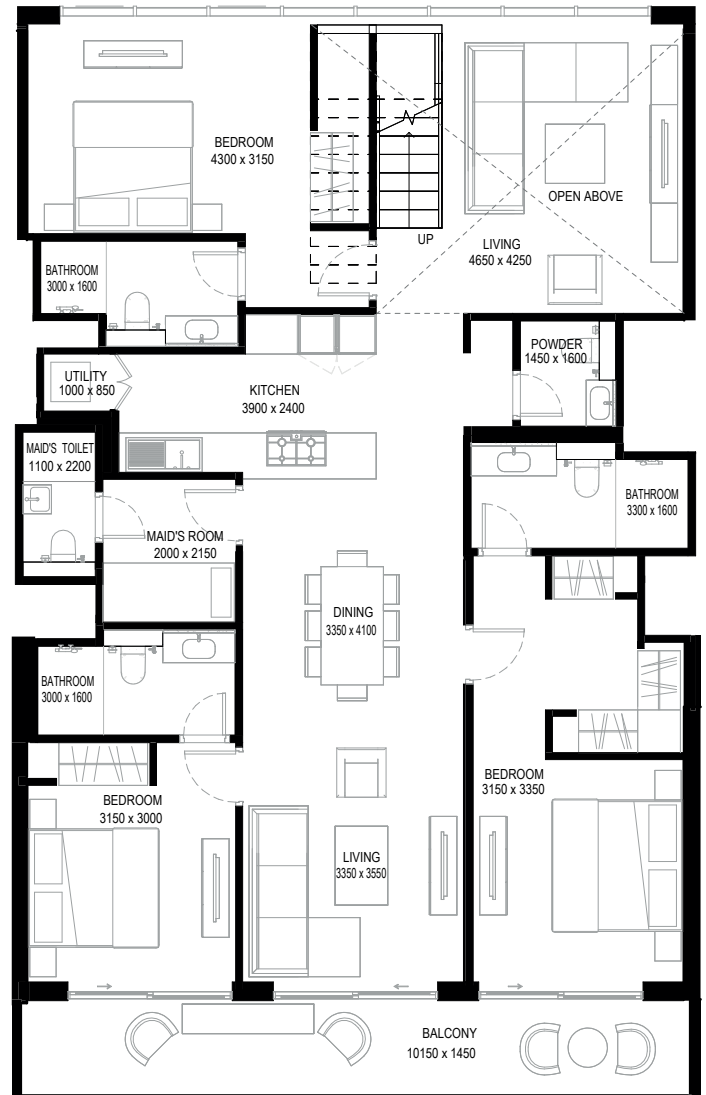 BEDROOM
4300 x 3150
OPEN ABOVE
UP
LIVING
4650 x 4250
BATHROOM
3000 x 1600
POWDER
1450 x 1600
UTILITY
1000 x 850
KITCHEN
3900 x 2400
MAID'S TOILET
1100 x 2200
BATHROOM
3300 x 1600
MAID'S ROOM
2000 x 2150
DINING
3350 x 4100
BATHROOM
3000 x 1600
BEDROOM
3150 x 3350
BEDROOM
3150 x 3000
LIVING
3350 x 3550
BALCONY
10150 x 1450